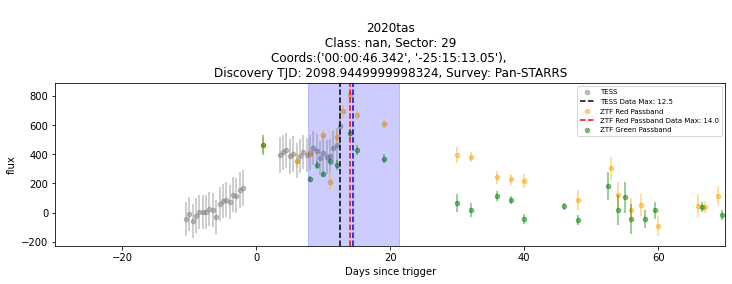 2020tas
Class: nan, Sector: 29
Coords:('00:00:46.342', '-25:15:13.05'),
Discovery TJD: 2098.9449999998324, Survey: Pan-STARRS
TESS
TESS Data Max: 12.5
ZTF Red Passband
ZTF Red Passband Data Max: 14.0
ZTF Green Passband
flux
800
600
400
200
0
−200
−20
0
20
40
60
Days since trigger